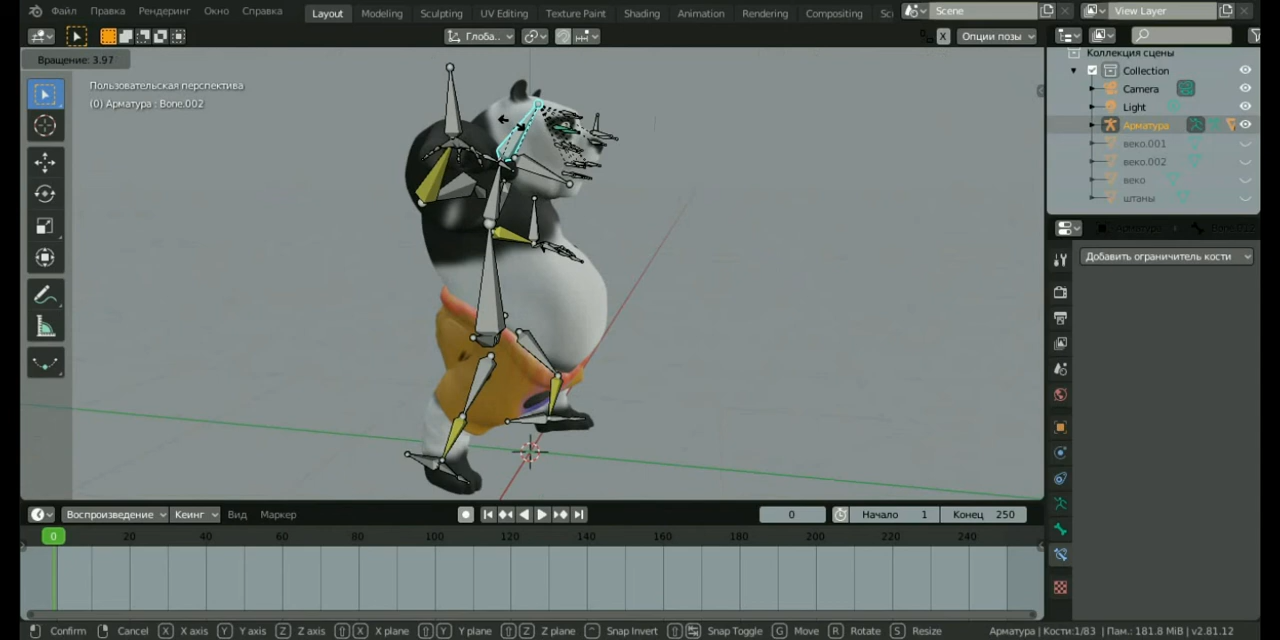 Файл Правка Рендеринг Окно Справка Layout Modeling Sculpting UV Editing Texture Paint Shading Animation Rendering Compositing Sc Scene View Layer
Глоба.. X Опции позы
Вращение: 3.97
Пользовательская перспектива
(0) Арматура : Bone.002
Коллекция сцены
Collection
Camera
Light
Арматура
веко.001
веко.002
веко
штаны
Добавить ограничитель кости
Воспроизведение Кеинг Вид Маркер 0 Начало 1 Конец 250
0 20 40 60 80 100 120 140 160 180 200 220 240
Confirm Cancel X X axis Y Y axis Z Z axis X X plane Y Y plane Z Z plane Snap Invert Snap Toggle G Move R Rotate S Resize Арматура | Кости:1/83 | Пам.: 181.8 MiB | v2.81.12